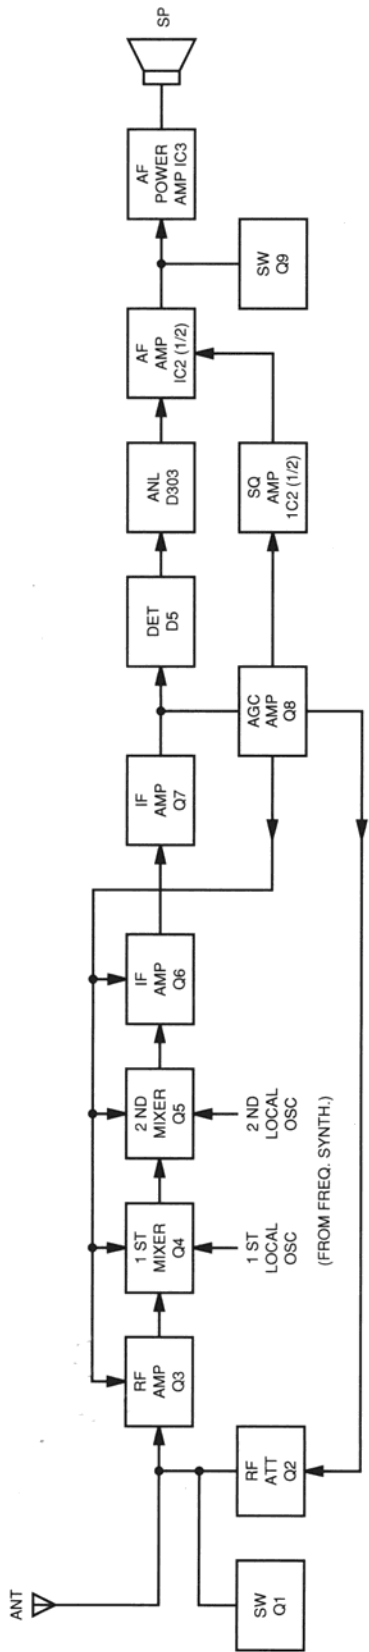 ANT
SW
Q1
RF
ATT
Q2
RF
AMP
Q3
1 ST
MIXER
Q4
1 ST
LOCAL
OSC
2 ND
MIXER
Q5
2 ND
LOCAL
OSC
(FROM FREQ. SYNTH.)
IF
AMP
Q6
IF
AMP
Q7
AGC
AMP
Q8
DET
D5
ANL
D303
SQ
AMP
1C2 (1/2)
AF
AMP
IC2 (1/2)
SW
Q9
AF
POWER
AMP IC3
SP